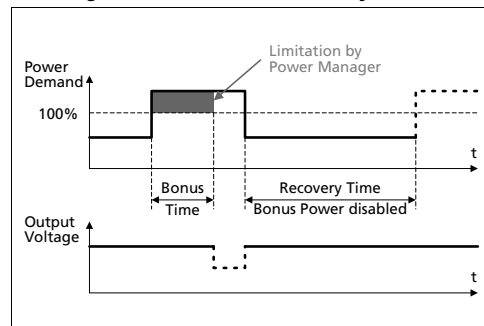 Limitation by
Power Manager
Power
Demand
100%
t
Bonus
Time
Recovery Time
Bonus Power disabled
Output
Voltage
t